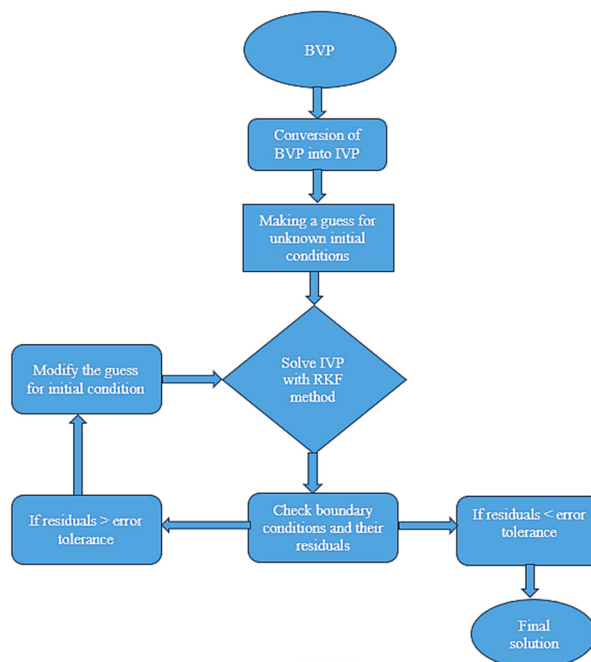 BVP
Conversion of
BVP into IVP
Making a guess for
unknown initial
conditions
Solve IVP
with RKF
method
Modify the guess
for initial condition
If residuals > error
tolerance
Check boundary
conditions and their
residuals
If residuals < error
tolerance
Final
solution